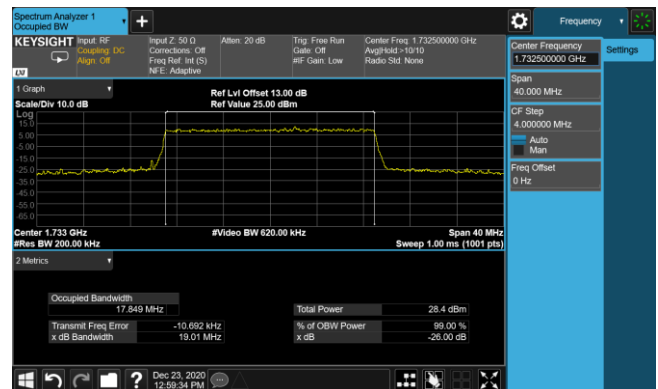 Spectrum Analyzer 1
Occupied BW
+
Frequency
KEYSIGHT
Input: RF
Coupling: DC
Align: Off
Input Z: 50 Ω
Corrections: Off
Freq Ref: Int (S)
NFE: Adaptive
Atten: 20 dB
Trig: Free Run
Gate: Off
#IF Gain: Low
Center Freq: 1.732500000 GHz
Avg|Hold:>10/10
Radio Std: None
LXI
Center Frequency
1.732500000 GHz
Settings
Span
40.000 MHz
CF Step
4.000000 MHz
Auto
Man
Freq Offset
0 Hz
1 Graph
Scale/Div 10.0 dB
Ref Lvl Offset 13.00 dB
Ref Value 25.00 dBm
Log
15.0
5.00
-5.00
-15.0
-25.0
-35.0
-45.0
-55.0
-65.0
Center 1.733 GHz
#Video BW 620.00 kHz
Span 40 MHz
#Res BW 200.00 kHz
Sweep 1.00 ms (1001 pts)
2 Metrics
Occupied Bandwidth
17.849 MHz
Total Power
28.4 dBm
Transmit Freq Error
-10.692 kHz
% of OBW Power
99.00 %
x dB Bandwidth
19.01 MHz
x dB
-26.00 dB
?
Dec 23, 2020
12:59:34 PM